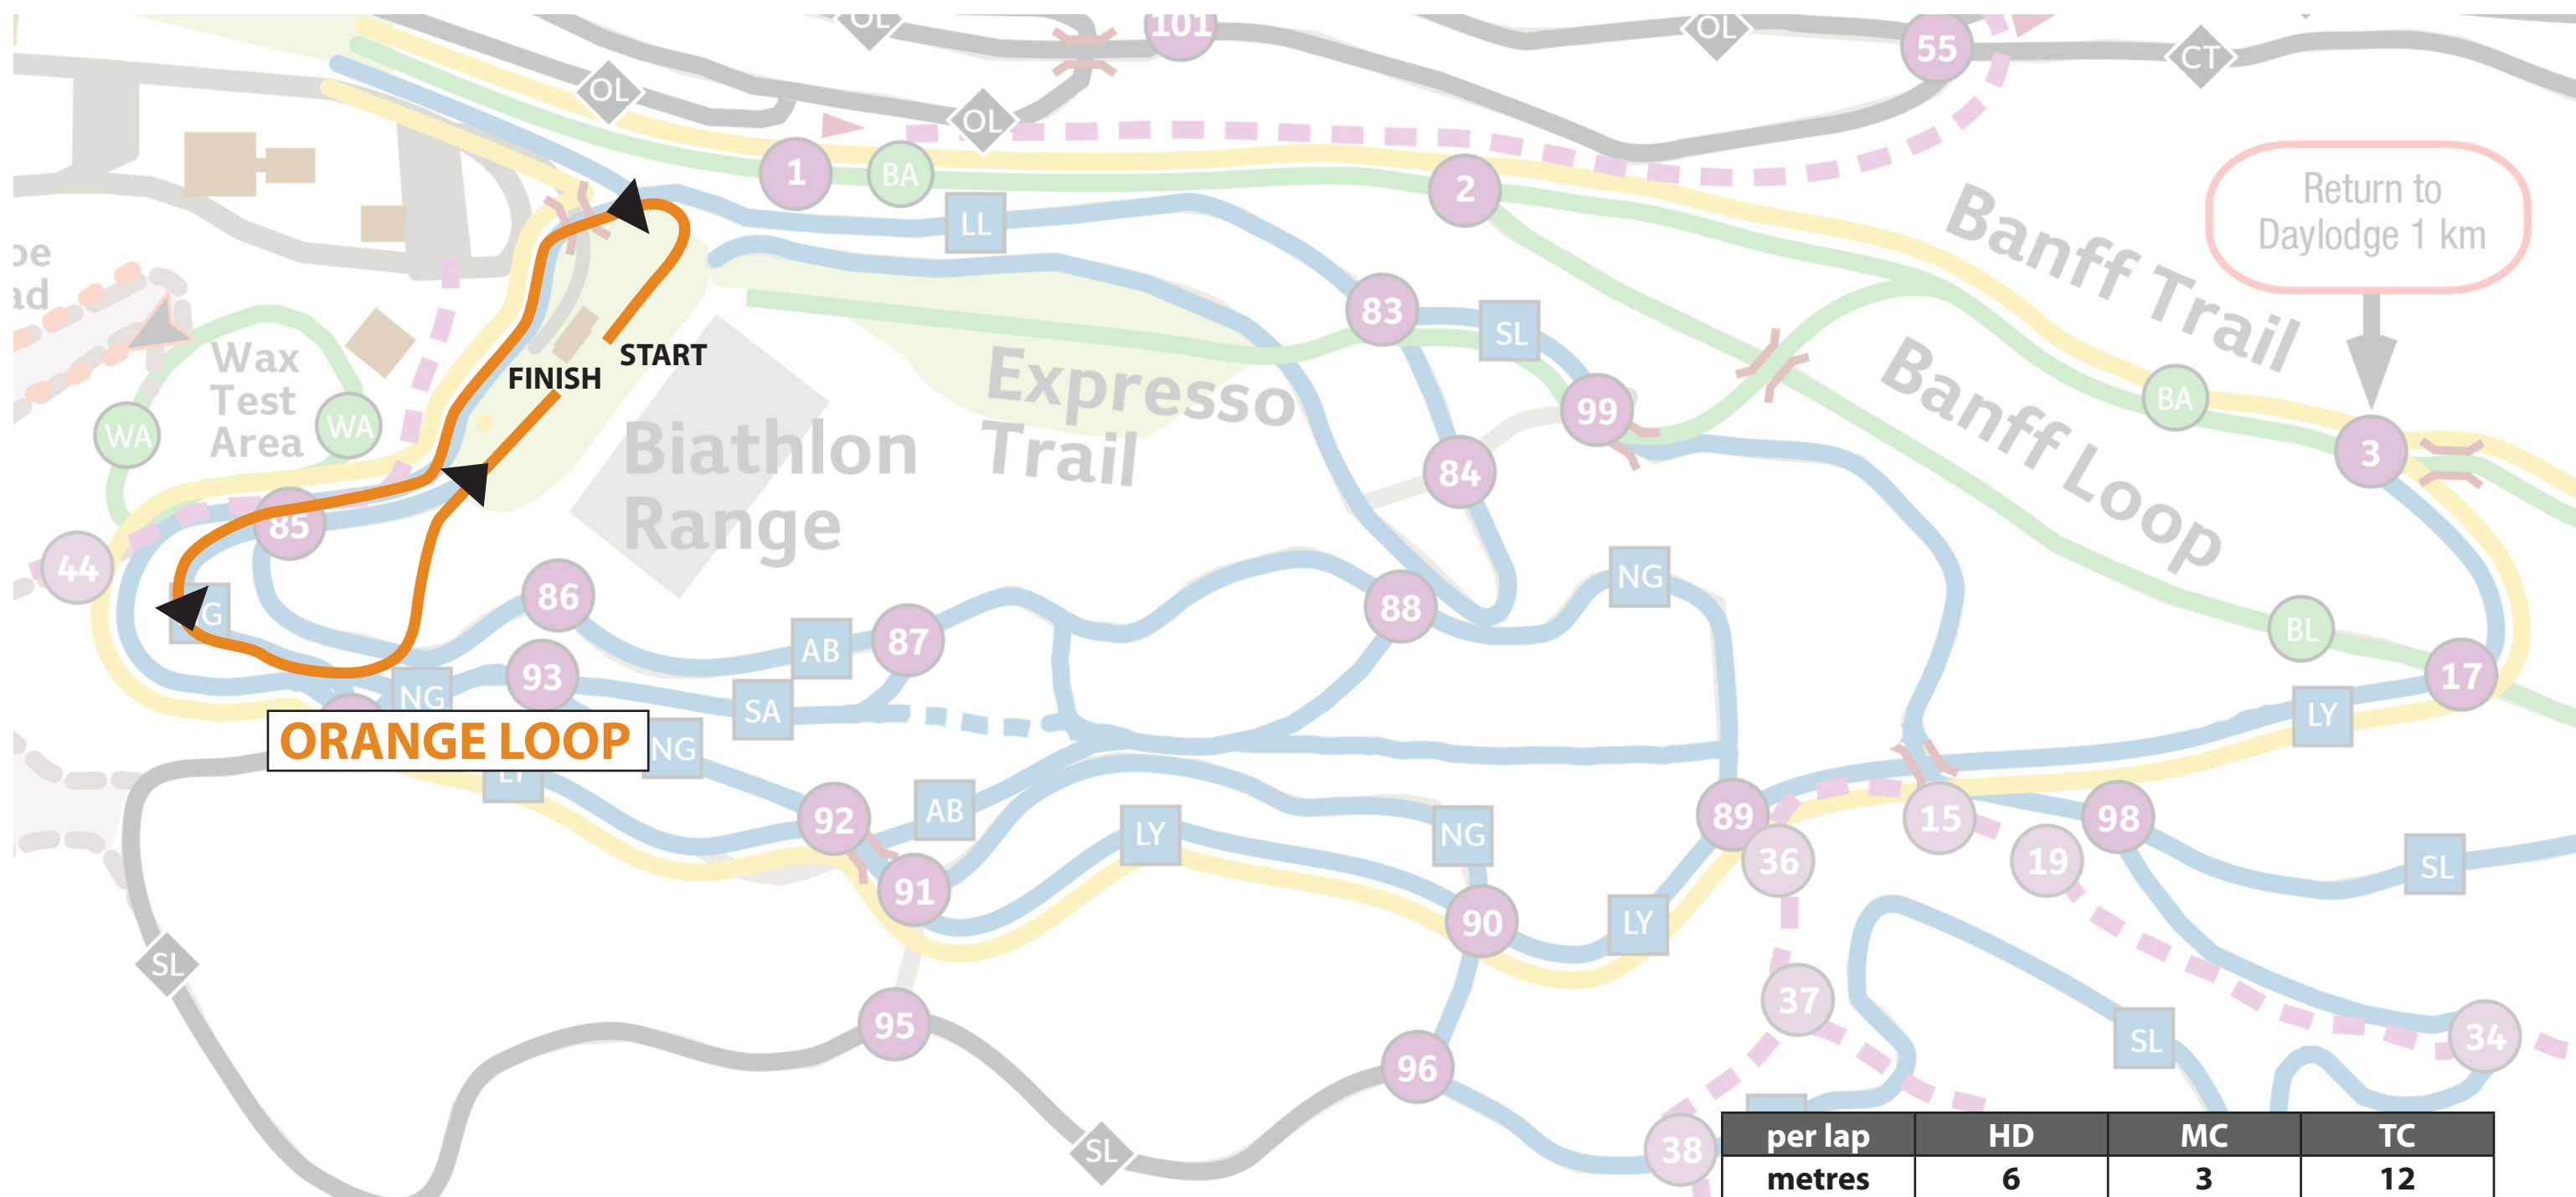 OL
101
OL
55
CT
OL
OL
1
BA
2
Return to
Daylodge 1 km
LL
Banff Trail
83
SL
START
Wax
Test
Area
FINISH
Expresso
Trail
Banff Loop
BA
99
WA
WA
Biathlon
Range
84
3
85
44
NG
86
88
BL
87
AB
93
17
NG
SA
LY
ORANGE LOOP
NG
LY
92
AB
LY
NG
89
15
98
36
19
SL
91
90
LY
SL
95
37
SL
34
96
SL
38
per lap HD MC TC
metres 6 3 12